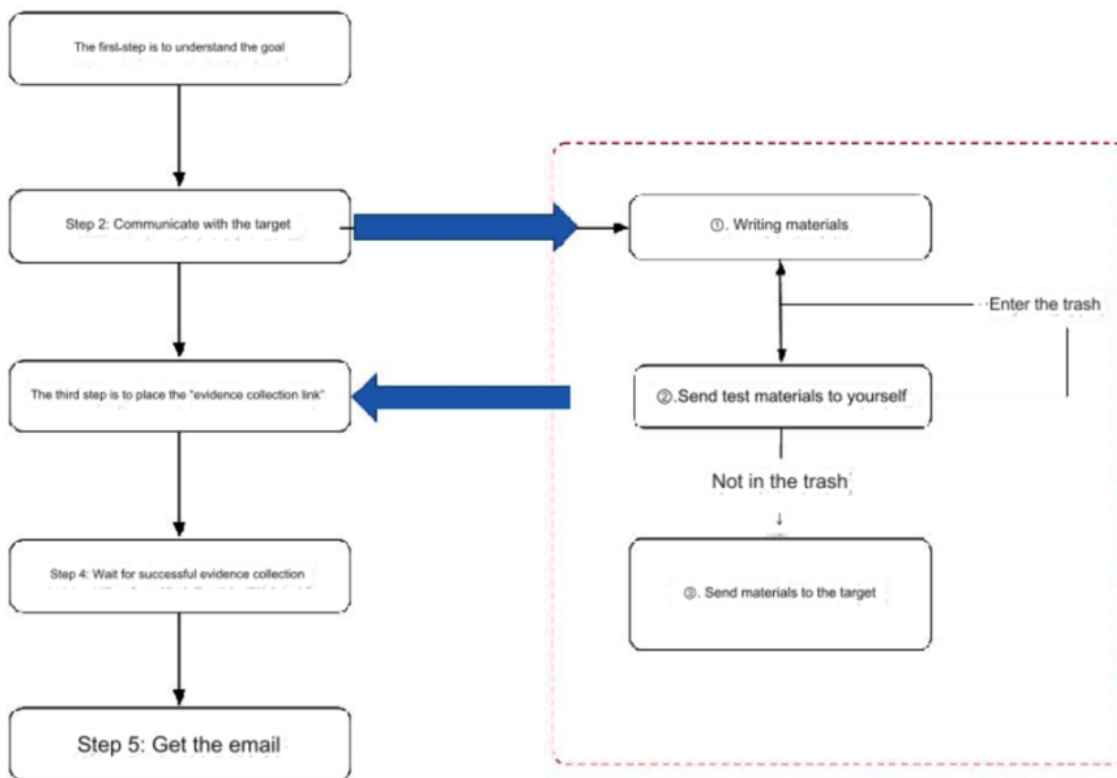 The first-step is to understand the goal
Step 2: Communicate with the target
①. Writing materials
Enter the trash
The third step is to place the "evidence collection link"
②.Send test materials to yourself
Not in the trash
Step 4: Wait for successful evidence collection
③. Send materials to the target
Step 5: Get the email